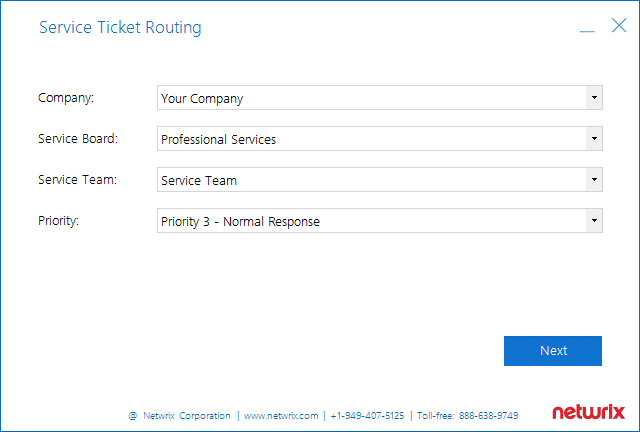 Service Ticket Routing
Company: Your Company
Service Board: Professional Services
Service Team: Service Team
Priority: Priority 3 - Normal Response
Next
@ Netwrix Corporation | www.netwrix.com | +1-949-407-5125 | Toll-free: 888-638-9749
netwrix